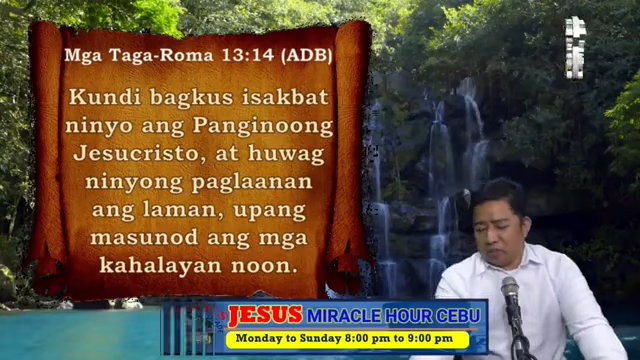 Mga Taga-Roma 13:14 (ADB)
Kundi bagkus isakbat
ninyo ang Panginoong
Jesucristo, at huwag
ninyong paglaanan
ang laman, upang
masunod ang mga
kahalayan noon.
JESUS MIRACLE HOUR CEBU
Monday to Sunday 8:00 pm to 9:00 pm